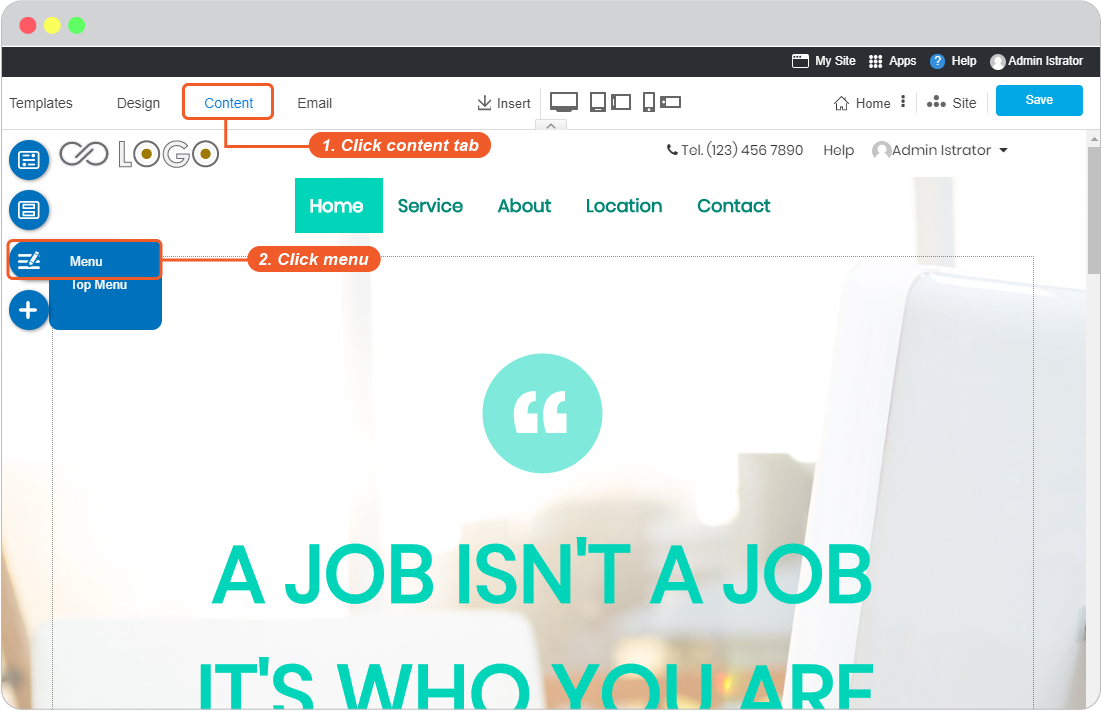 My Site Apps ? Help Admin Istrator
Templates Design Content Email Insert Home Site Save
1. Click content tab
LOGO Tel. (123) 456 7890 Help Admin Istrator
Home Service About Location Contact
Menu 2. Click menu
Top Menu
“
A JOB ISN'T A JOB
IT'S WHO YOU ARE